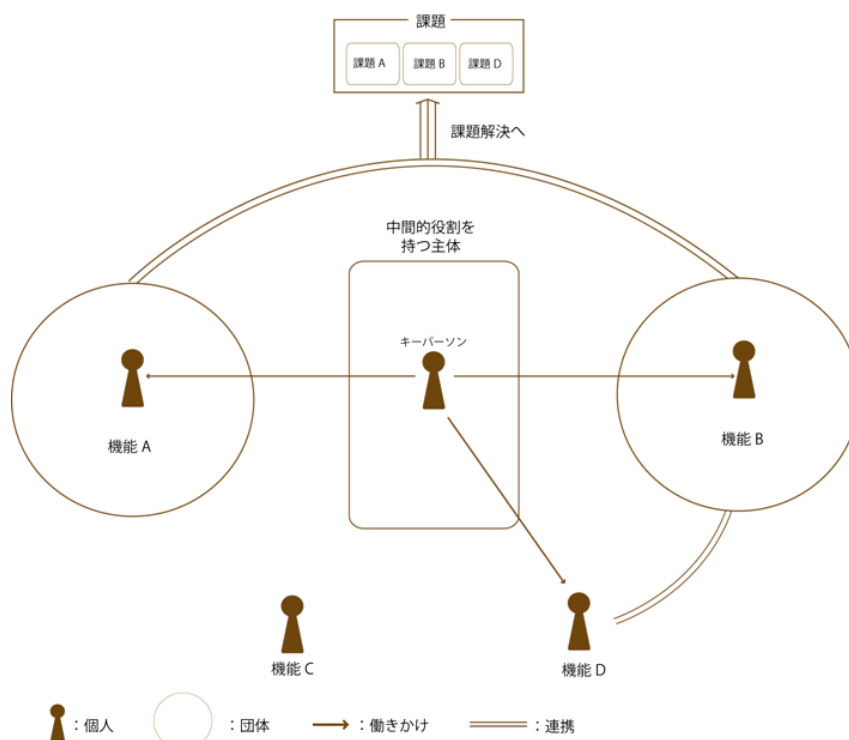 課題
課題 A
課題 B
課題 D
課題解決へ
中間的役割を
持つ主体
キーパーソン
機能 A
機能 B
機能 C
機能 D
：個人
：団体
：働きかけ
：連携